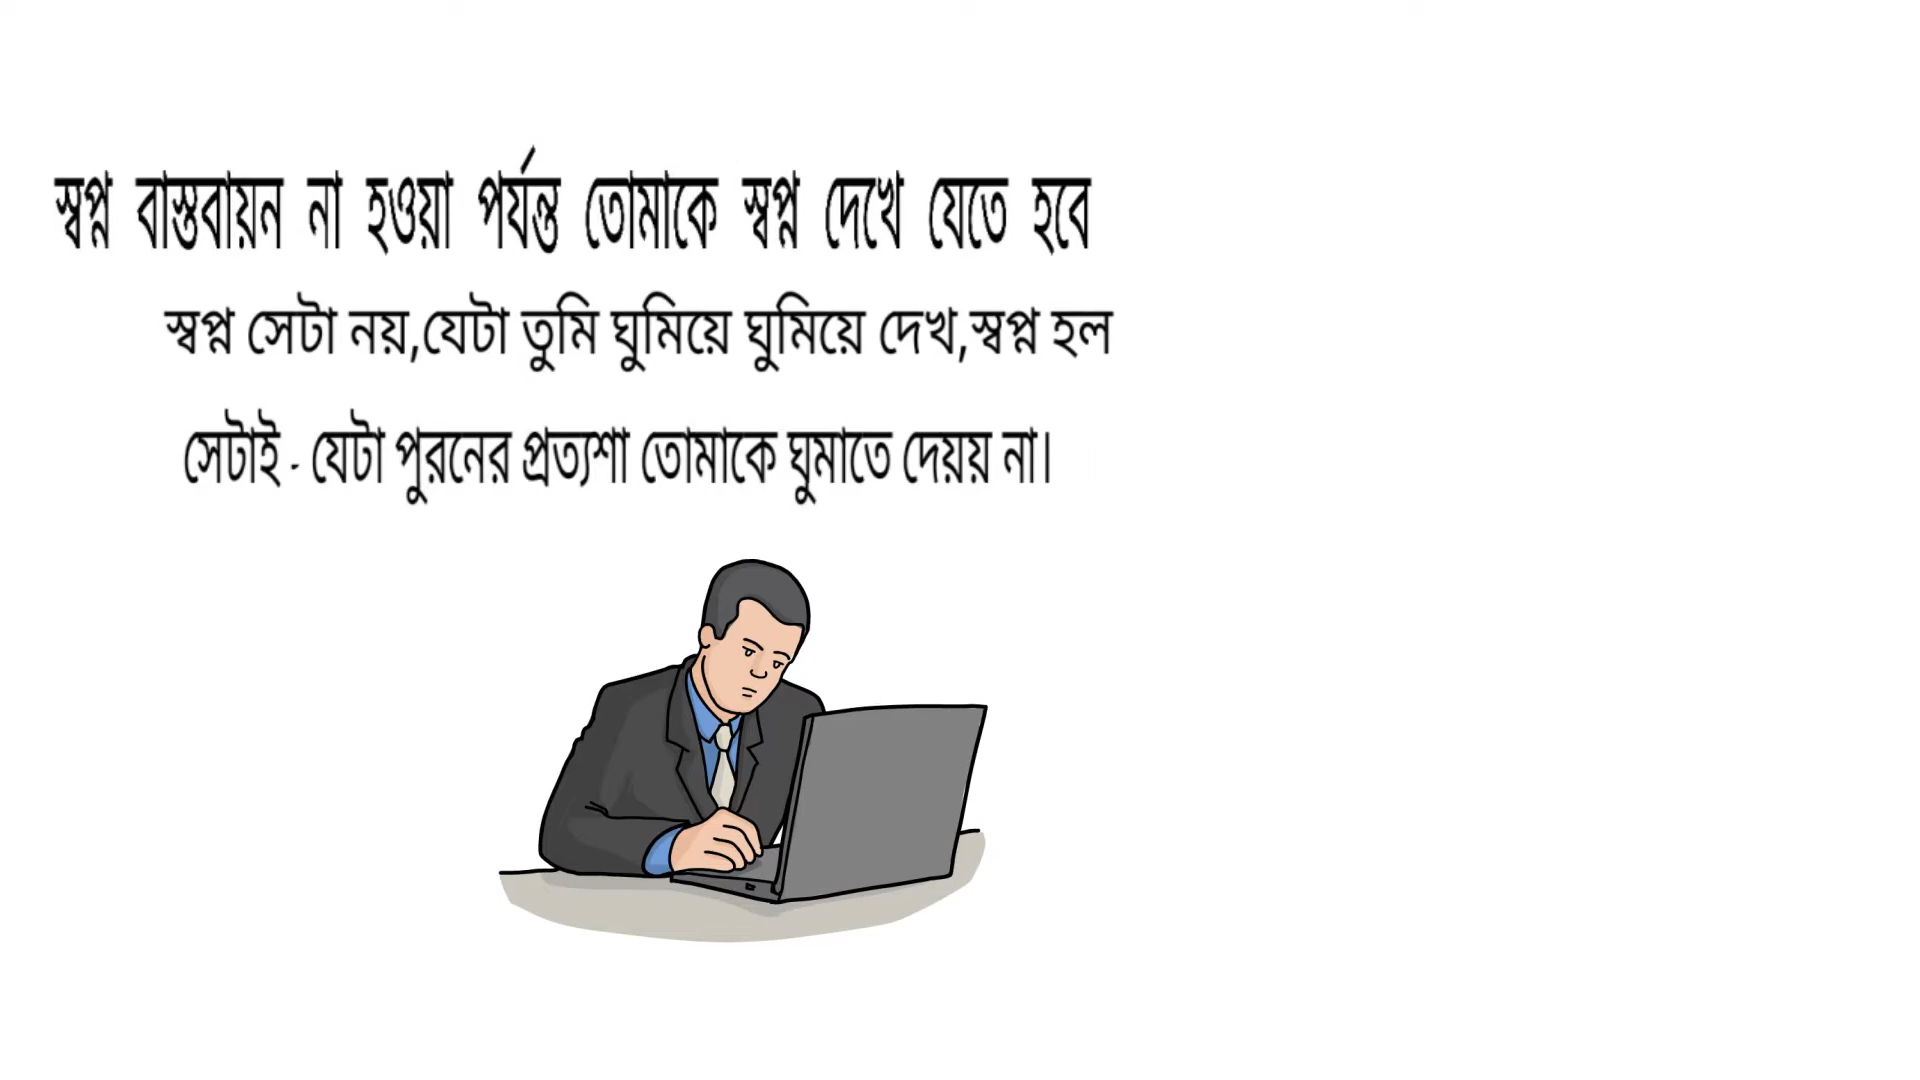 স্বপ্ন বাস্তবায়ন না হওয়া পর্যন্ত তোমাকে স্বপ্ন দেখে যেতে হবে
স্বপ্ন সেটা নয়,যেটা তুমি ঘুমিয়ে ঘুমিয়ে দেখ,স্বপ্ন হল
সেটাই - যেটা পুরনের প্রত্যশা তোমাকে ঘুমাতে দেয়য় না।